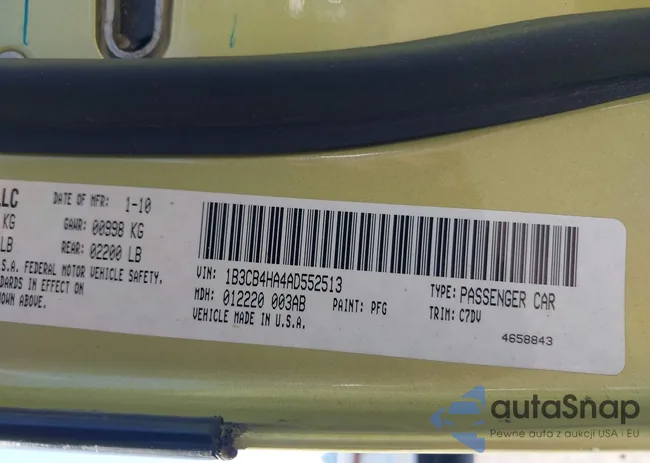 LLC DATE OF MFR: 1-10
KG GAWR: 00998 KG
LB REAR: 02200 LB
S.A. FEDERAL MOTOR VEHICLE SAFETY,
NDARDS IN EFFECT ON
HOWN ABOVE.
VIN: 1B3CB4HA4AD552513 TYPE: PASSENGER CAR
MDH: 012220 003AB PAINT: PFG TRIM: C7DV
VEHICLE MADE IN U.S.A. 4658843
autaSnap
Pewne auta z aukcji USA i EU